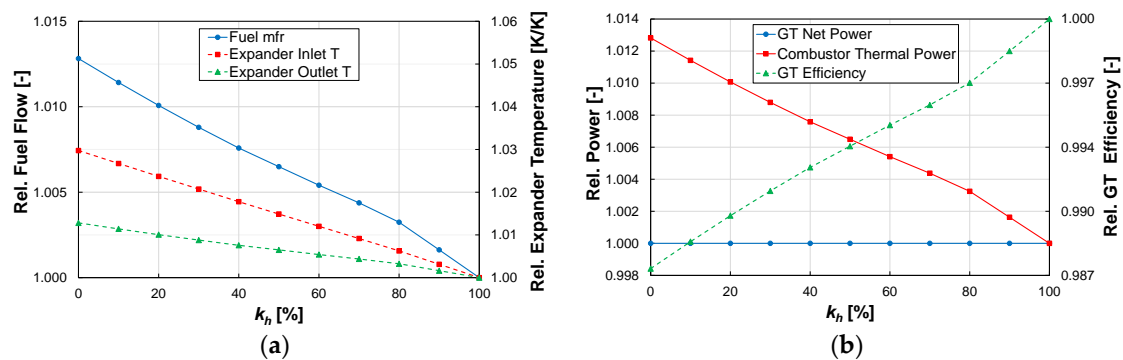 1.015
1.010
1.005
1.000
Rel. Fuel Flow [-]
Fuel mfr
Expander Inlet T
Expander Outlet T
1.06
1.05
1.04
1.03
1.02
1.01
1.00
Rel. Expander Temperature [K/K]
0 20 40 60 80 100
k_h [%]
(a)
1.014
1.012
1.010
1.008
1.006
1.004
1.002
1.000
0.998
Rel. Power [-]
GT Net Power
Combustor Thermal Power
GT Efficiency
1.000
0.997
0.994
0.990
0.987
Rel. GT Efficiency [-]
0 20 40 60 80 100
k_h [%]
(b)